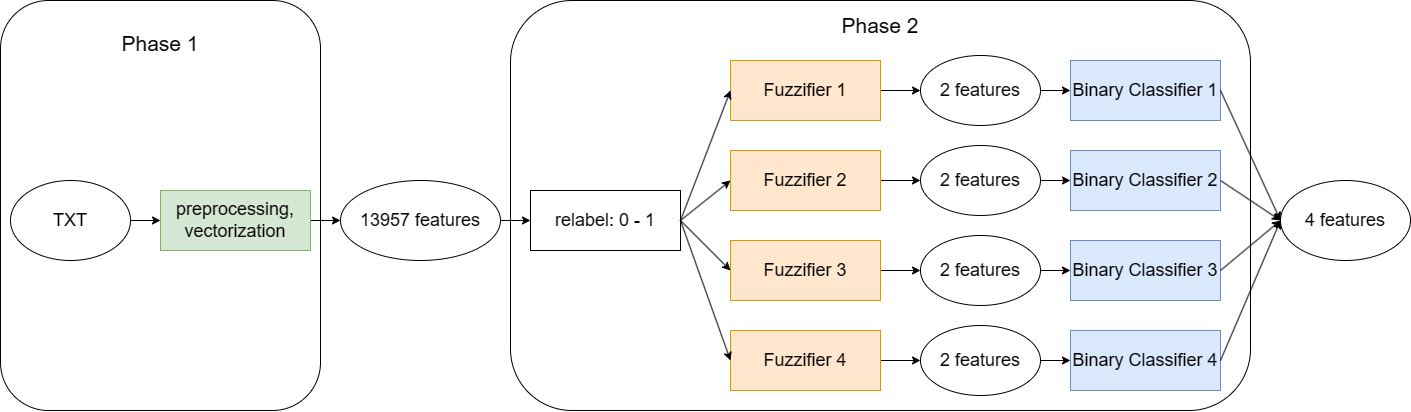 Phase 1
TXT
preprocessing,
vectorization
13957 features
Phase 2
relabel: 0 - 1
Fuzzifier 1
2 features
Binary Classifier 1
Fuzzifier 2
2 features
Binary Classifier 2
Fuzzifier 3
2 features
Binary Classifier 3
Fuzzifier 4
2 features
Binary Classifier 4
4 features